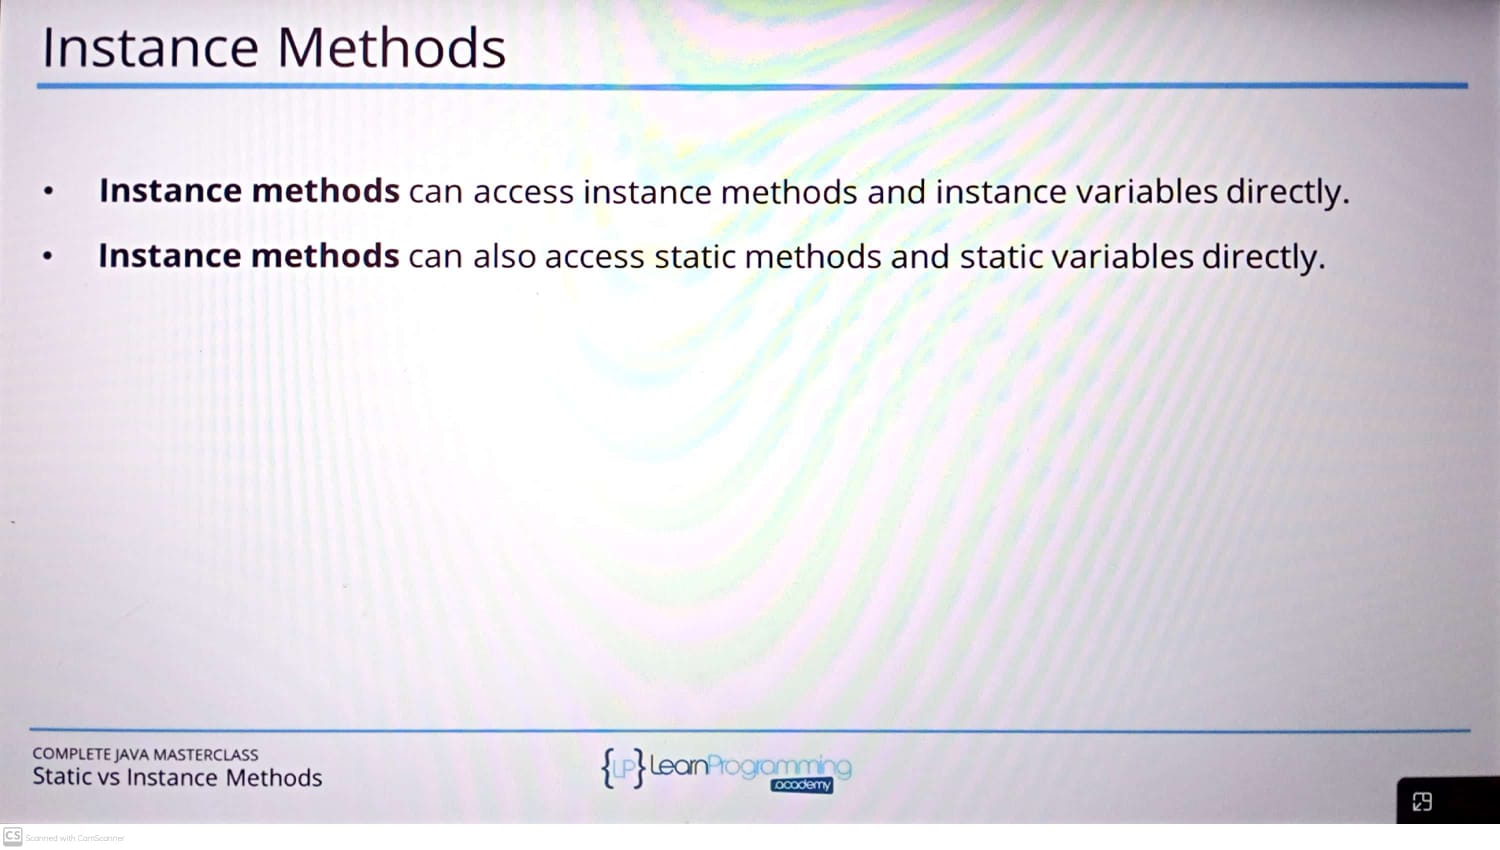 Instance Methods
• Instance methods can access instance methods and instance variables directly.
• Instance methods can also access static methods and static variables directly.
COMPLETE JAVA MASTERCLASS
Static vs Instance Methods
{LP} LearnProgramming
academy
CS Scanned with CamScanner